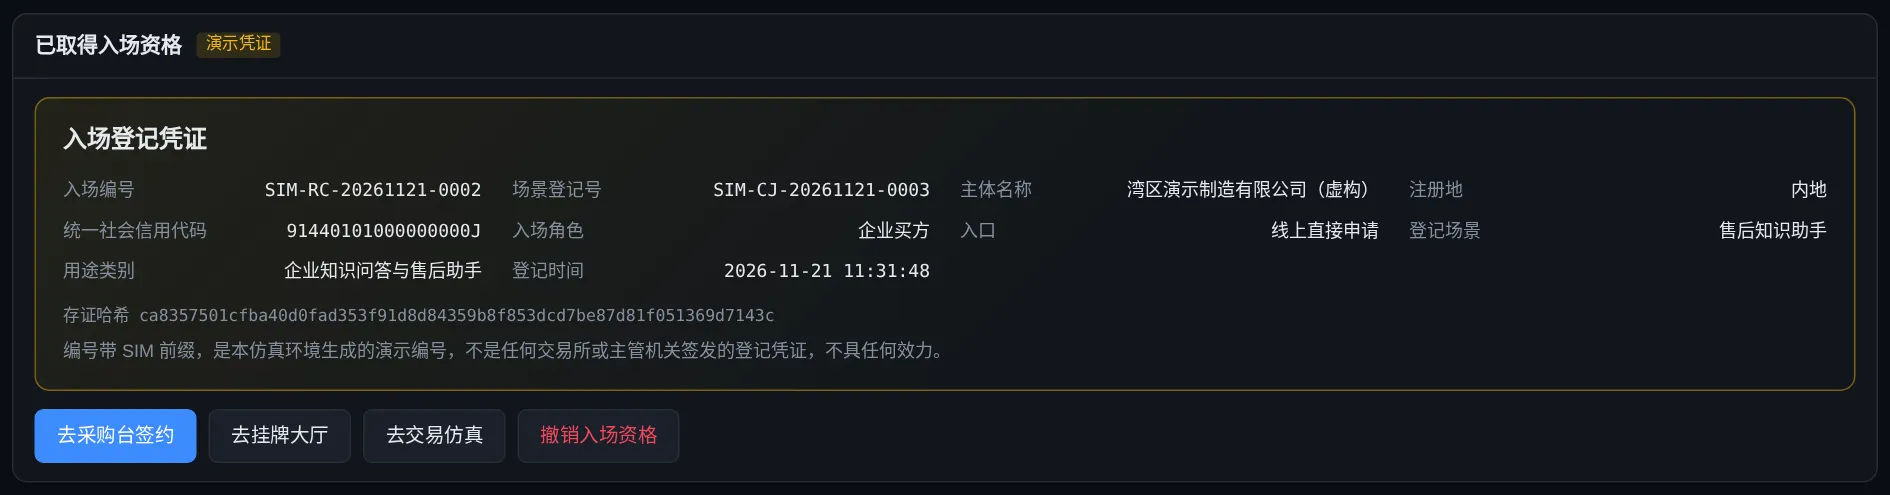 已取得入场资格 演示凭证
入场登记凭证
入场编号 SIM-RC-20261121-0002 场景登记号 SIM-CJ-20261121-0003 主体名称 湾区演示制造有限公司（虚构） 注册地 内地
统一社会信用代码 91440101000000000J 入场角色 企业买方 入口 线上直接申请 登记场景 售后知识助手
用途类别 企业知识问答与售后助手 登记时间 2026-11-21 11:31:48
存证哈希 ca8357501cfba40d0fad353f91d8d84359b8f853dcd7be87d81f051369d7143c
编号带 SIM 前缀，是本仿真环境生成的演示编号，不是任何交易所或主管机关签发的登记凭证，不具任何效力。
去采购台签约 去挂牌大厅 去交易仿真 撤销入场资格